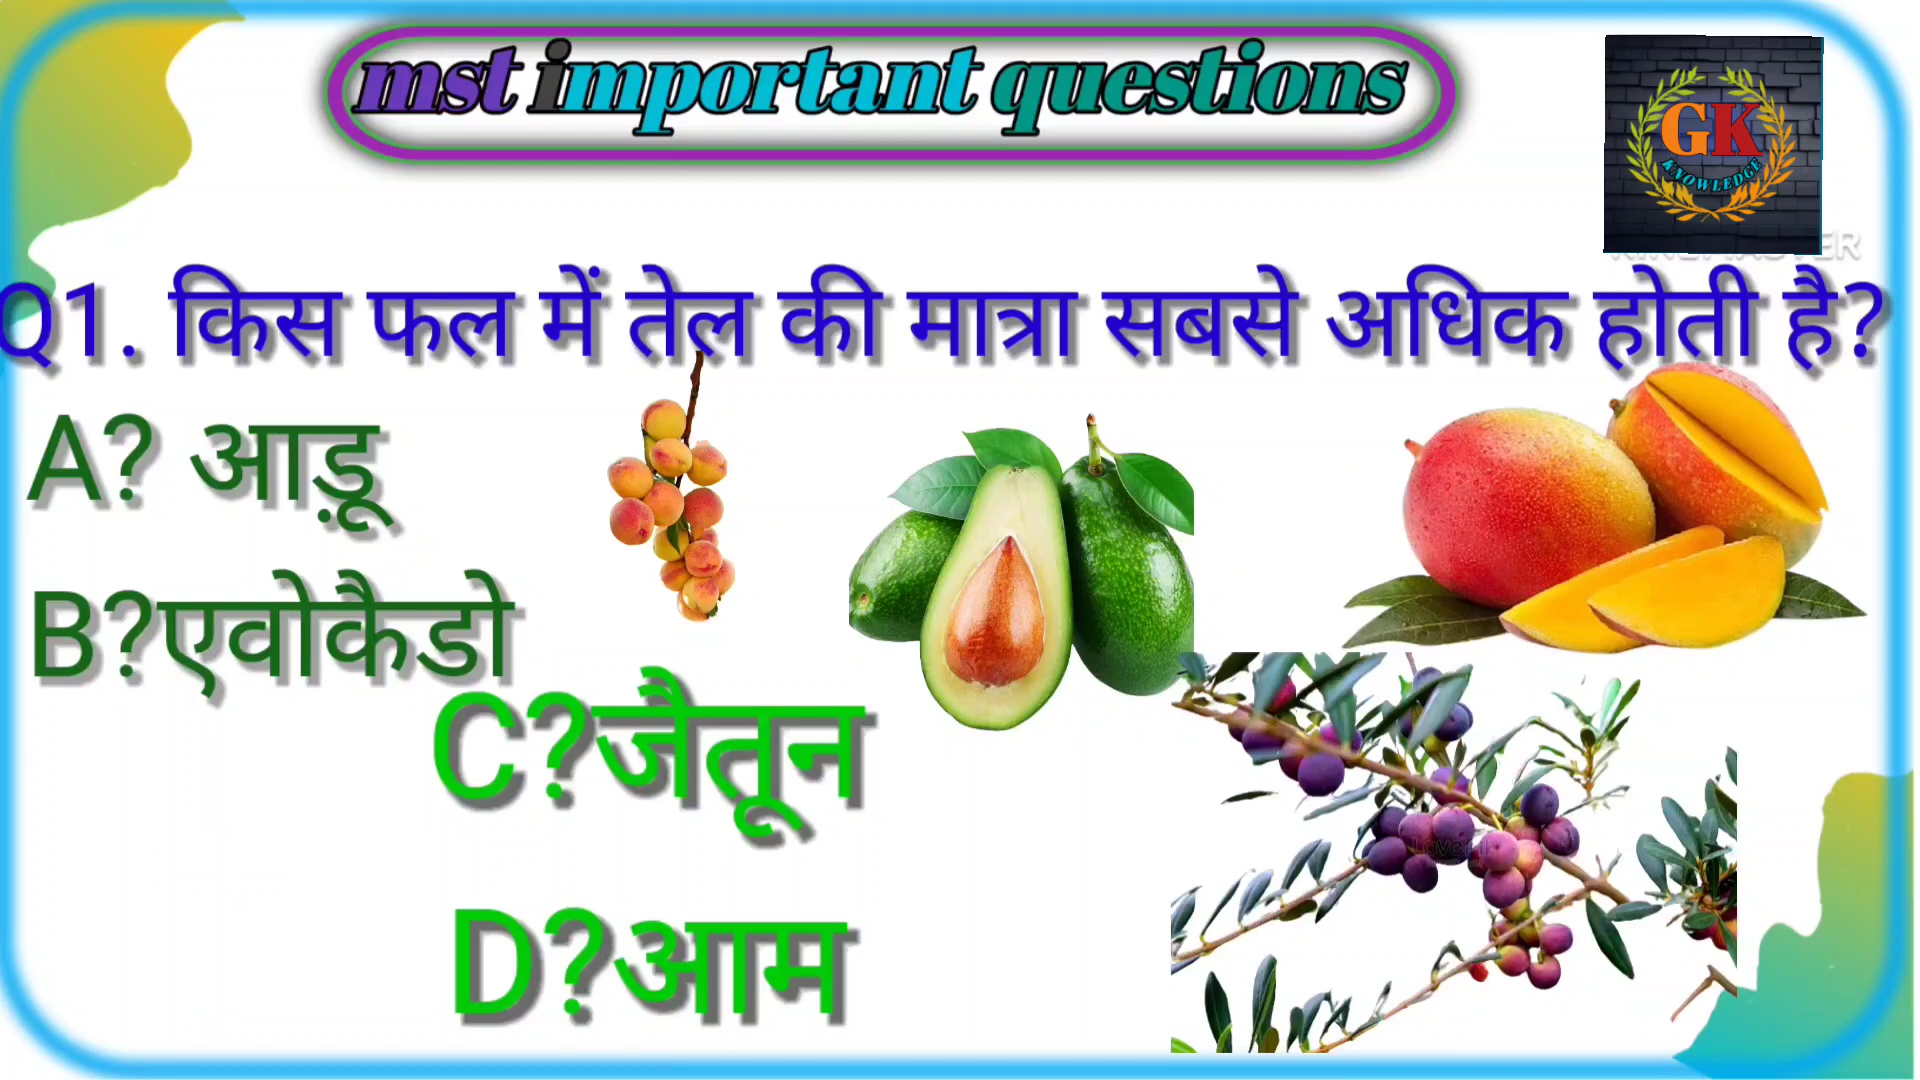 mst important questions
GK
KNOWLEDGE
Q1. किस फल में तेल की मात्रा सबसे अधिक होती है?
A? आड़ू
B?एवोकैडो
C?जैतून
D?आम